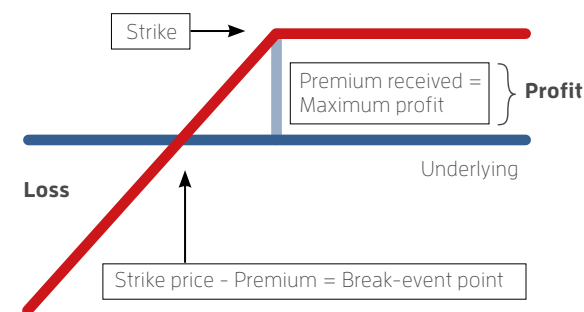 Strike
Premium received =
Maximum profit
Profit
Underlying
Loss
Strike price - Premium = Break-event point